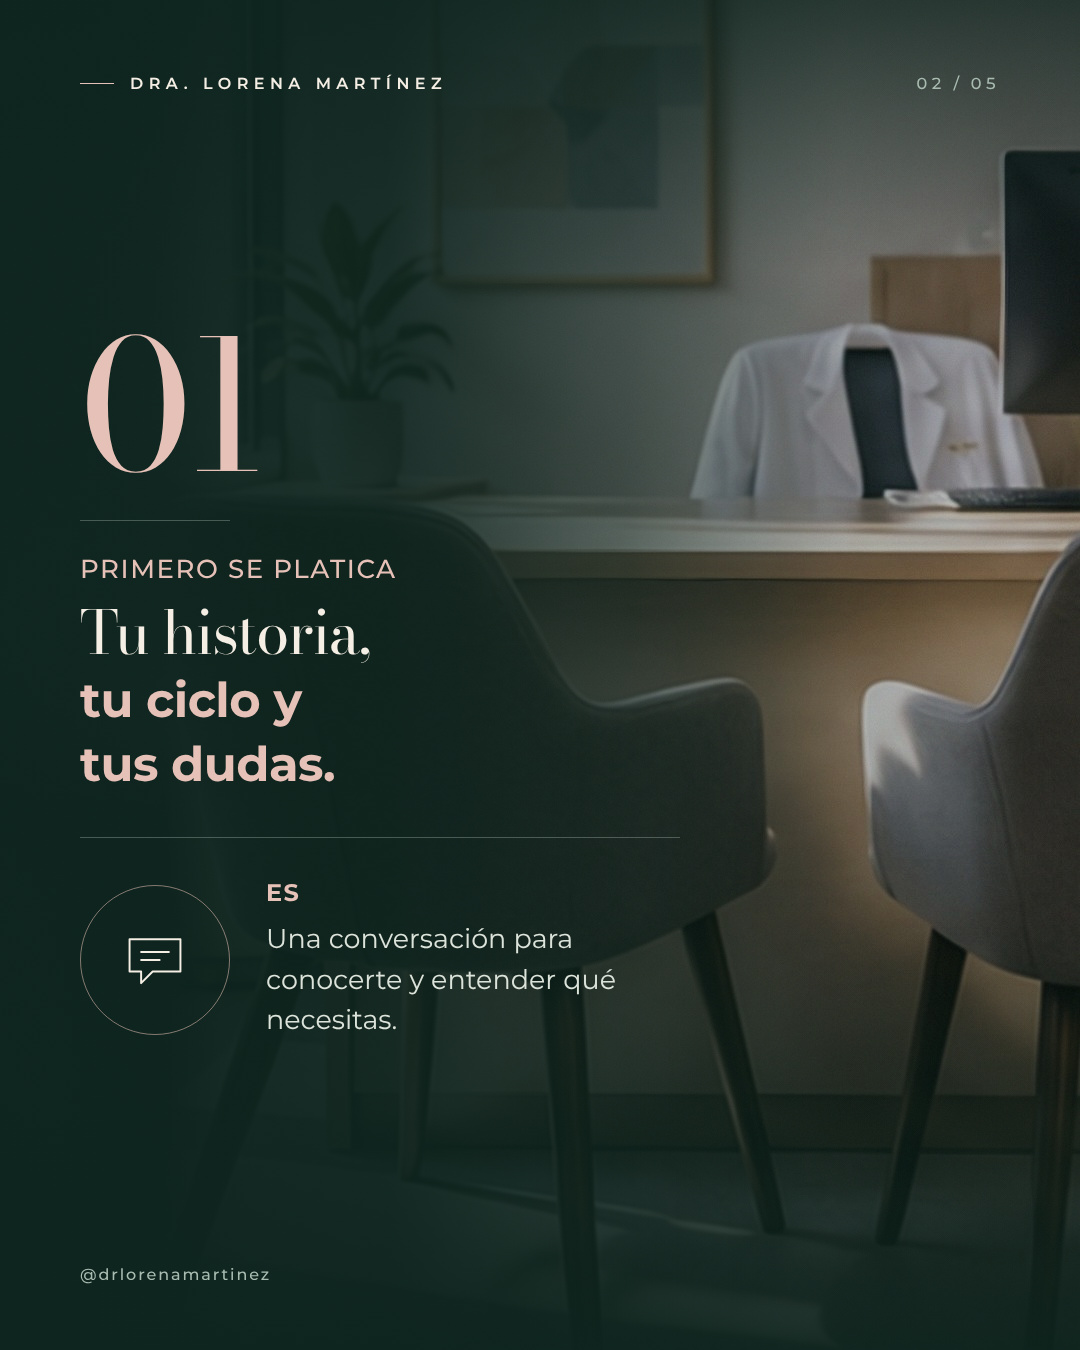 DRA. LORENA MARTÍNEZ
02 / 05
01
PRIMERO SE PLATICA
Tu historia,
tu ciclo y
tus dudas.
ES
Una conversación para
conocerte y entender qué
necesitas.
@drlorenamartinez